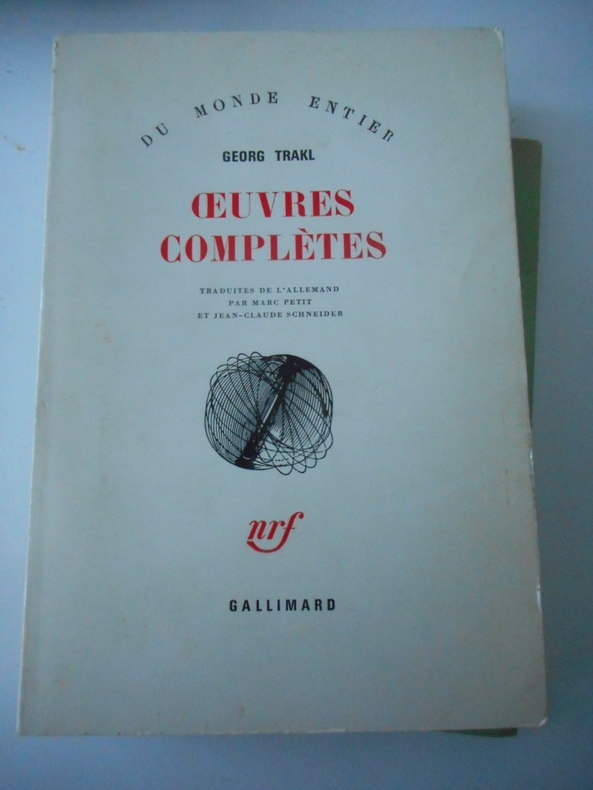 DU MONDE ENTIER
GEORG TRAKL
ŒUVRES
COMPLÈTES
TRADUITES DE L'ALLEMAND
PAR MARC PETIT
ET JEAN-CLAUDE SCHNEIDER
nrf
GALLIMARD